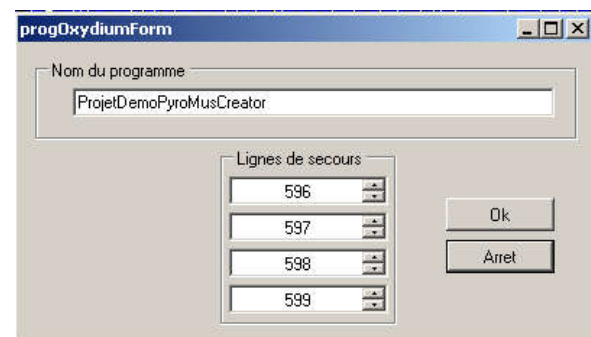 progOxydiumForm
Nom du programme
ProjetDemoPyroMusCreator
Lignes de secours
596
597
598
599
Ok
Arret